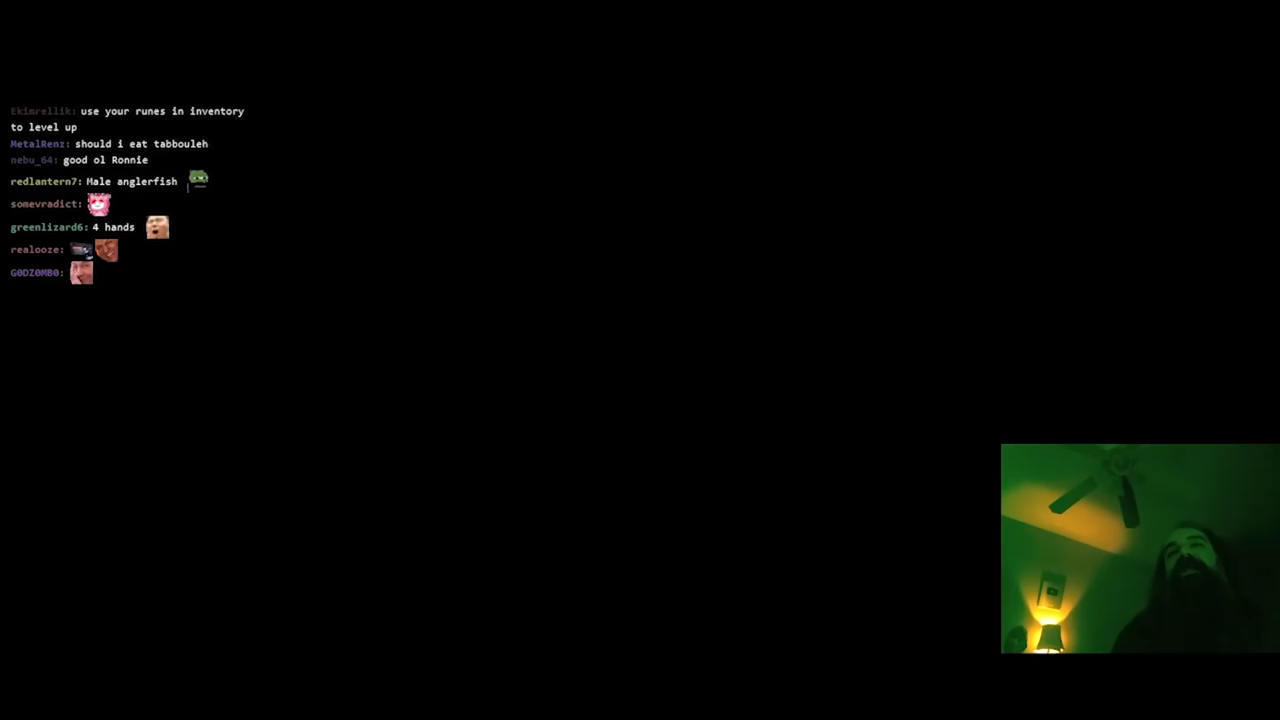 Ekimrellik: use your runes in inventory
to level up
MetalRenz: should i eat tabbouleh
nebu_64: good ol Ronnie
redlantern7: Male anglerfish
somevradict:
greenlizard6: 4 hands
realooze:
G0DZ0MB0: